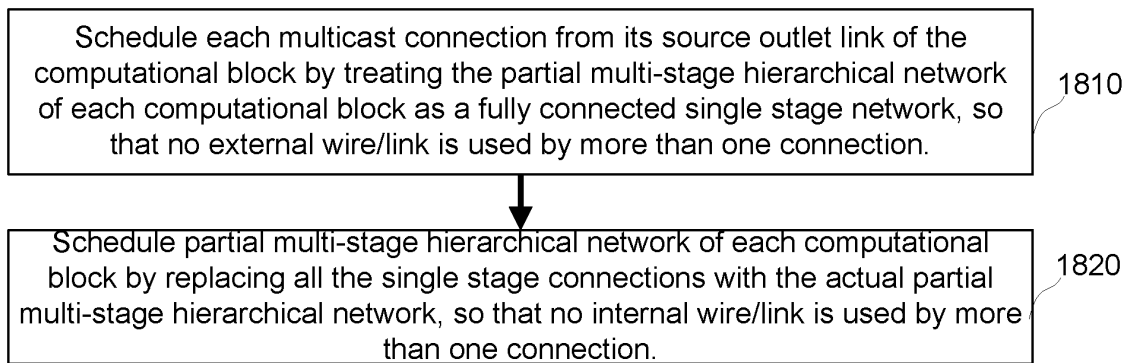 Schedule each multicast connection from its source outlet link of the
computational block by treating the partial multi-stage hierarchical network
of each computational block as a fully connected single stage network, so
that no external wire/link is used by more than one connection.
1810
Schedule partial multi-stage hierarchical network of each computational
block by replacing all the single stage connections with the actual partial
multi-stage hierarchical network, so that no internal wire/link is used by more
than one connection.
1820